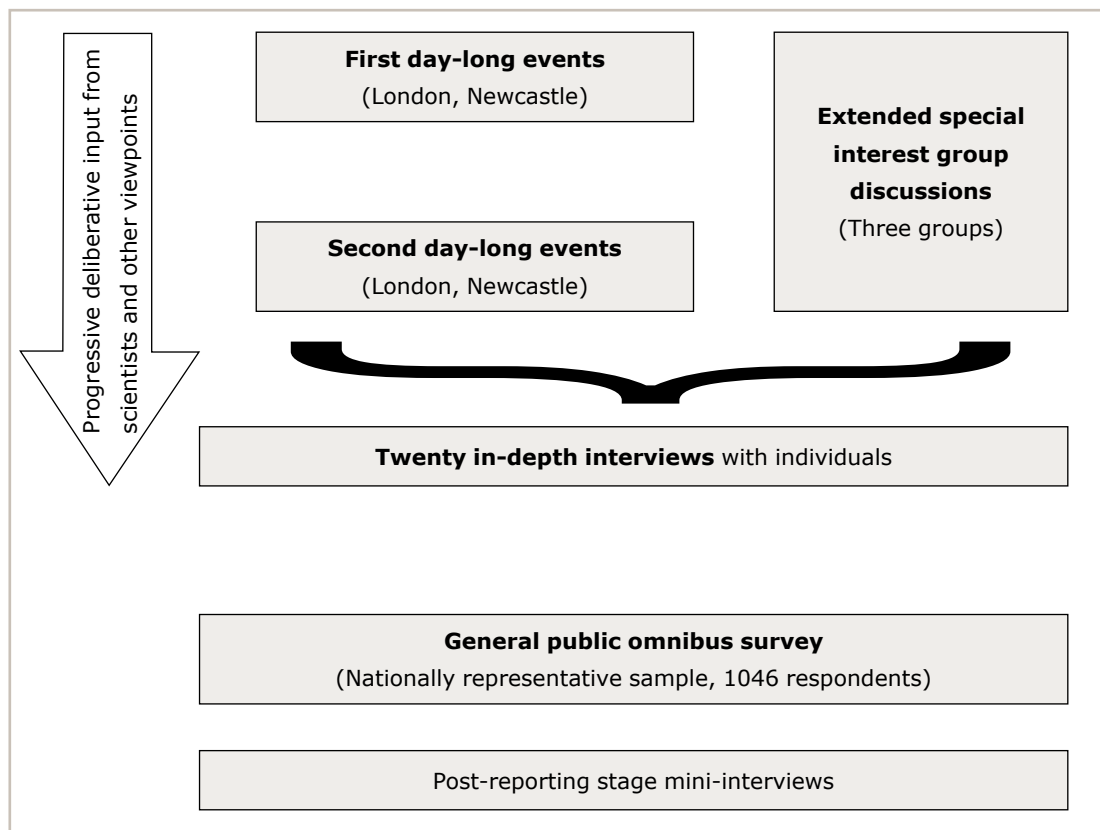 Progressive deliberative input from
scientists and other viewpoints
First day-long events
(London, Newcastle)
Extended special
interest group
discussions
(Three groups)
Second day-long events
(London, Newcastle)
Twenty in-depth interviews with individuals
General public omnibus survey
(Nationally representative sample, 1046 respondents)
Post-reporting stage mini-interviews